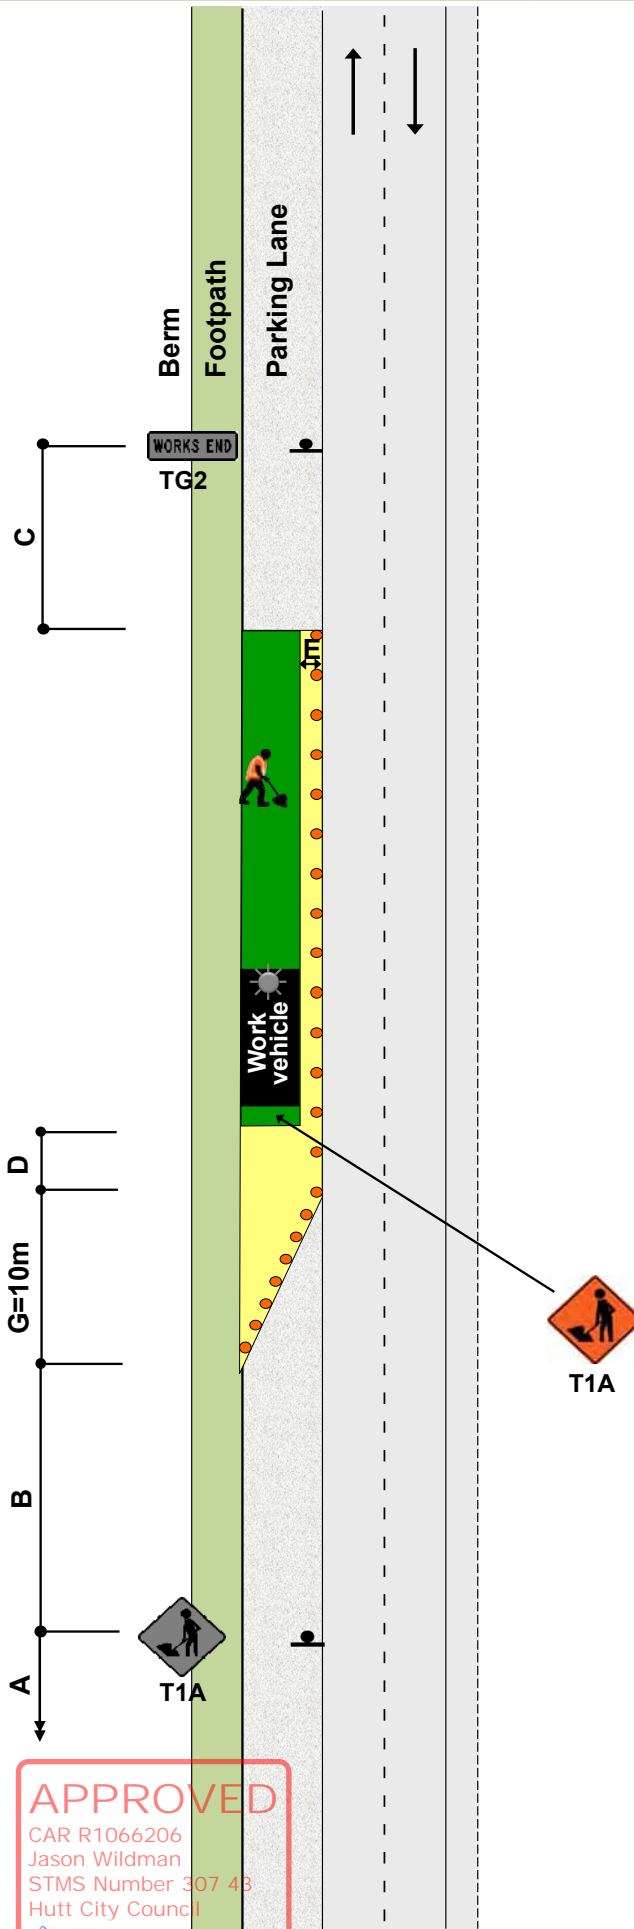 Berm
Footpath
Parking Lane
WORKS END
TG2
C
E
Work
vehicle
D
G=10m
T1A
B
T1A
A
APPROVED
CAR R1066206
Jason Wildman
STMS Number 307 43
Hutt City Council